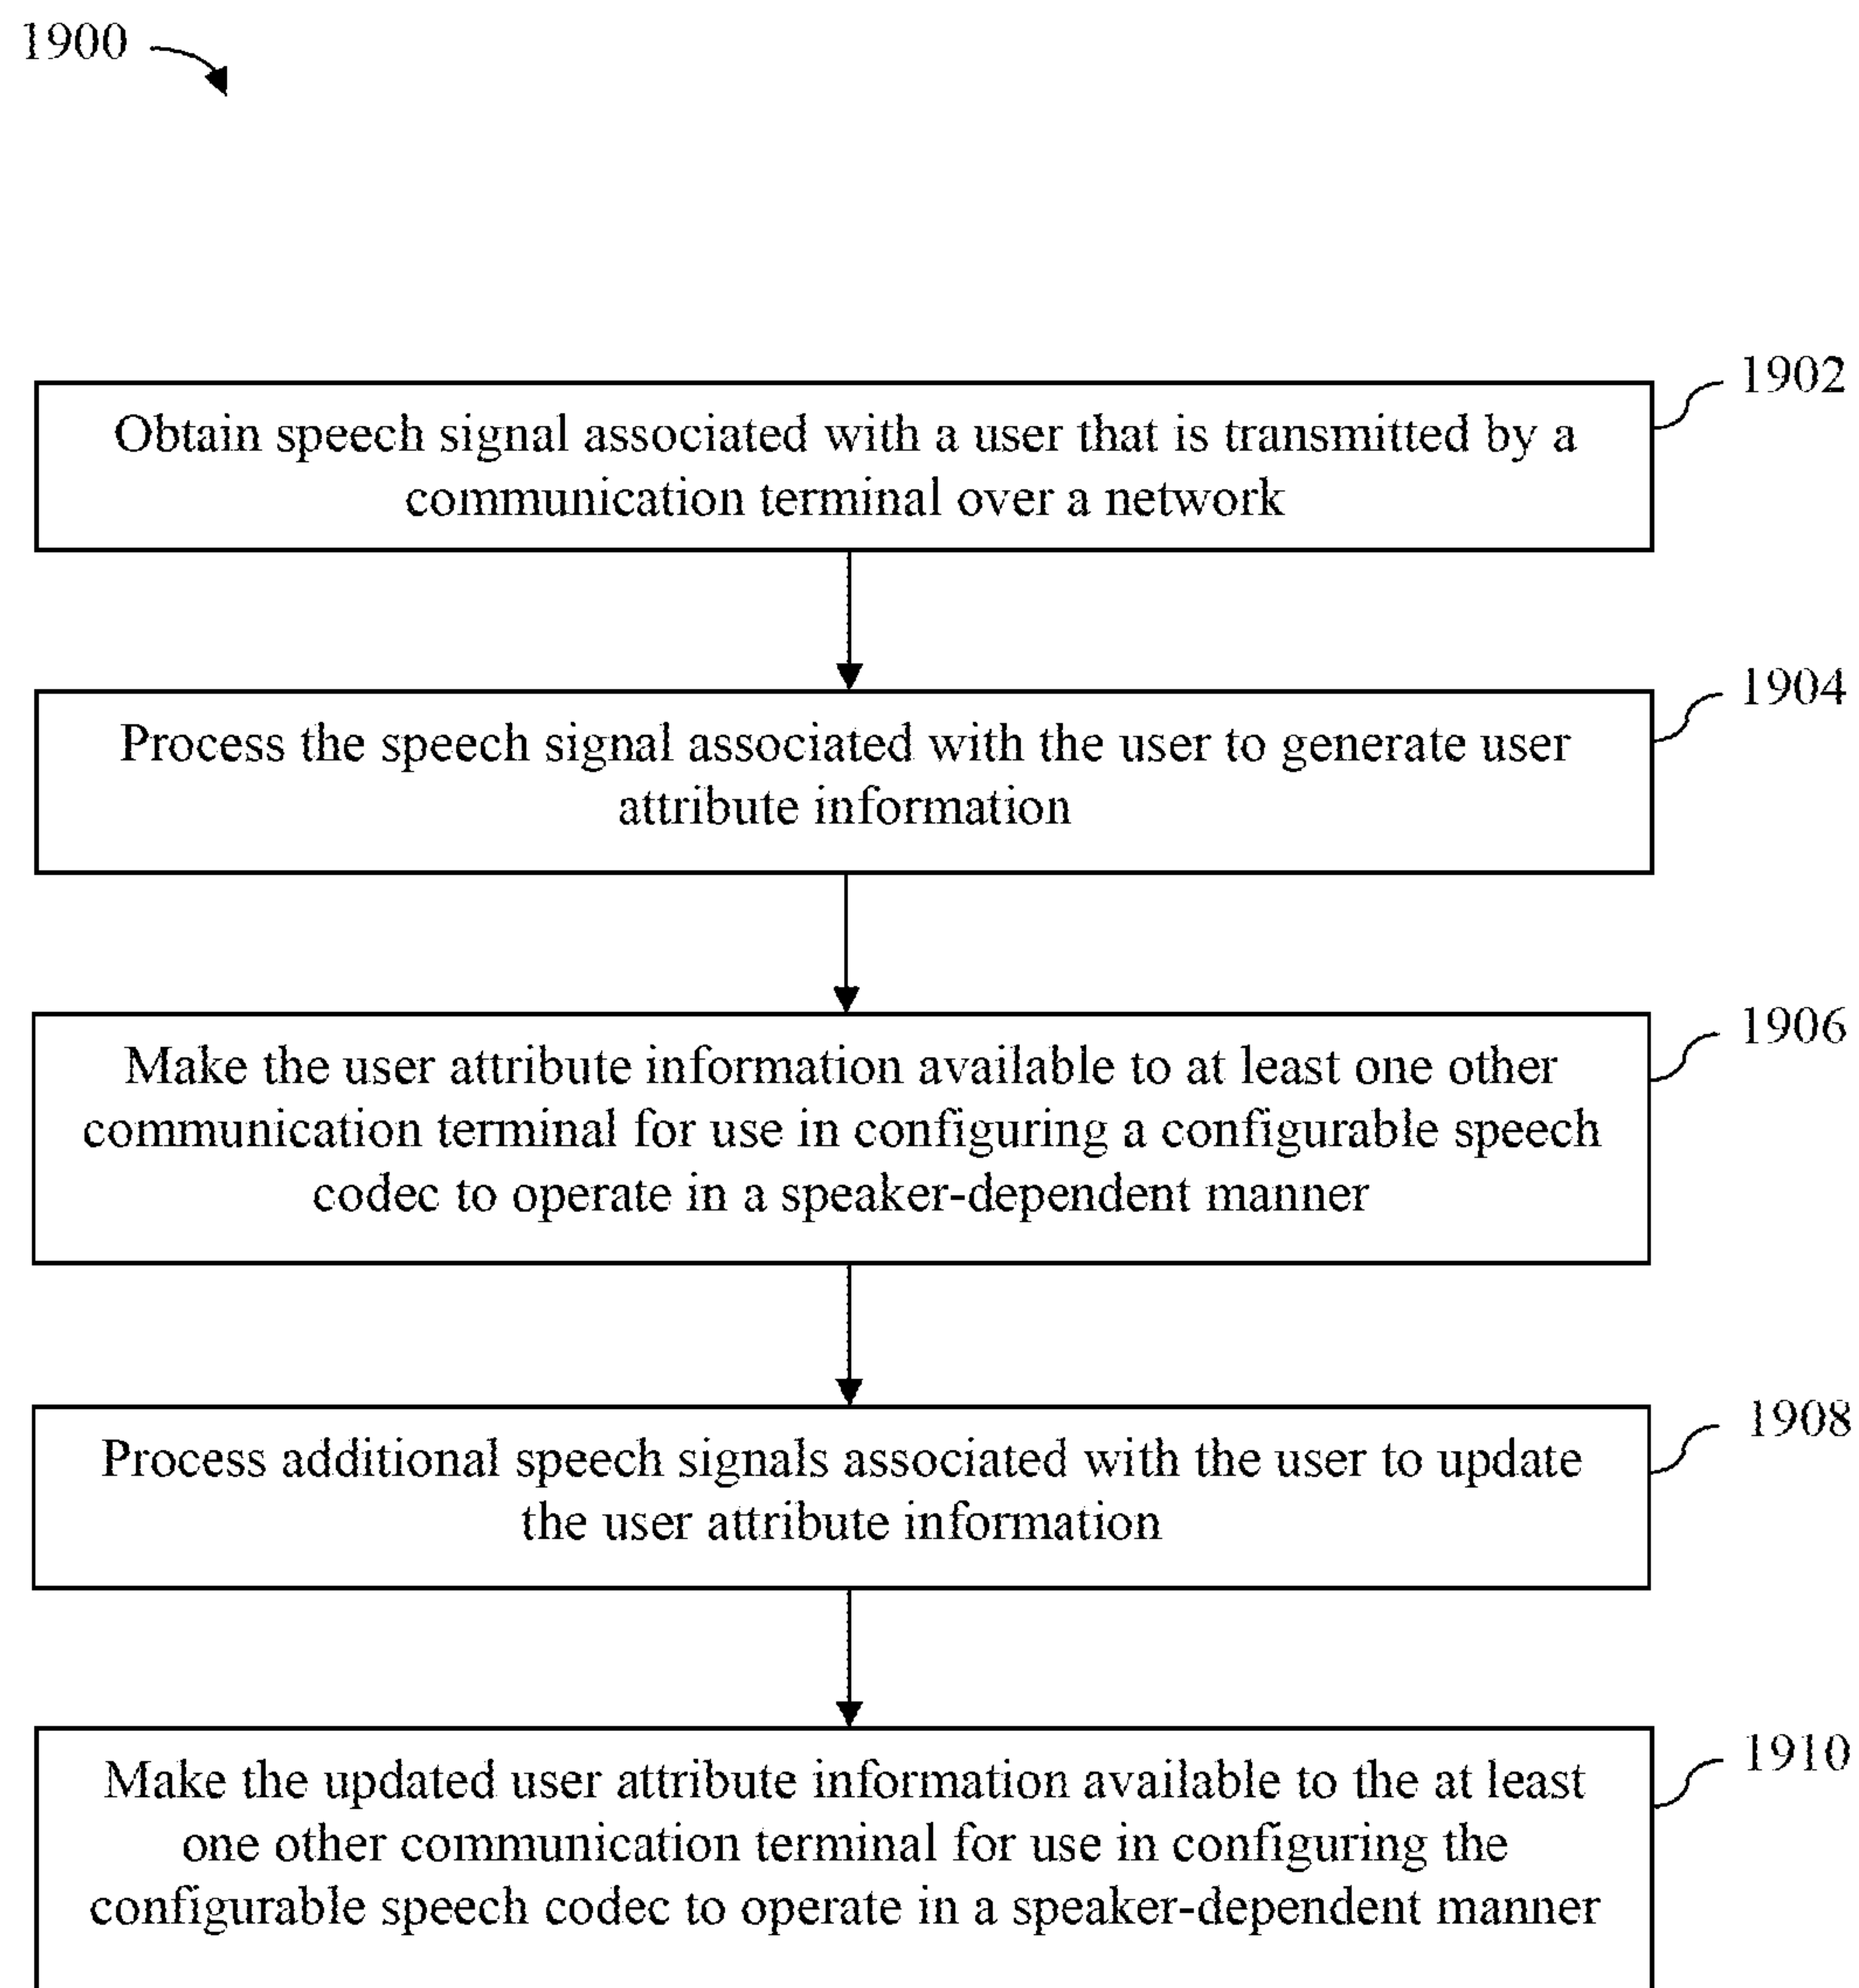 1900
1902
Obtain speech signal associated with a user that is transmitted by a
communication terminal over a network
1904
Process the speech signal associated with the user to generate user
attribute information
1906
Make the user attribute information available to at least one other
communication terminal for use in configuring a configurable speech
codec to operate in a speaker-dependent manner
1908
Process additional speech signals associated with the user to update
the user attribute information
1910
Make the updated user attribute information available to the at least
one other communication terminal for use in configuring the
configurable speech codec to operate in a speaker-dependent manner